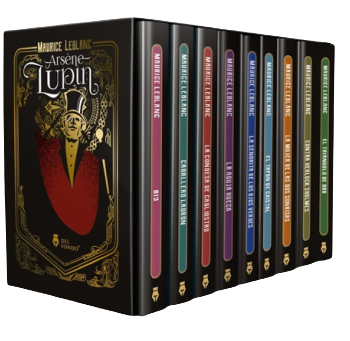 MAURICE LEBLANC
Arsène
Lupin
DEL
FONDO
MAURICE LEBLANC
813
MAURICE LEBLANC
CABALLERO LADRÓN
MAURICE LEBLANC
LA CONDESA DE CAGLIOSTRO
MAURICE LEBLANC
LA AGUJA HUECA
MAURICE LEBLANC
LA SEÑORITA DE LOS OJOS VERDES
MAURICE LEBLANC
EL TAPÓN DE CRISTAL
MAURICE LEBLANC
LA MUJER DE LAS DOS SONRISAS
MAURICE LEBLANC
CONTRA HERLOCK SHOLMES
MAURICE LEBLANC
EL TRIÁNGULO DE ORO